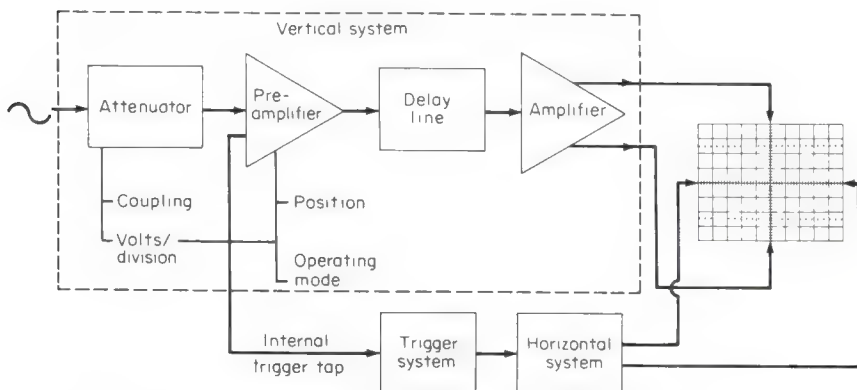 Vertical system
Attenuator
Pre-
amplifier
Delay
line
Amplifier
Coupling
Volts/
division
Position
Operating
mode
Internal
trigger tap
Trigger
system
Horizontal
system